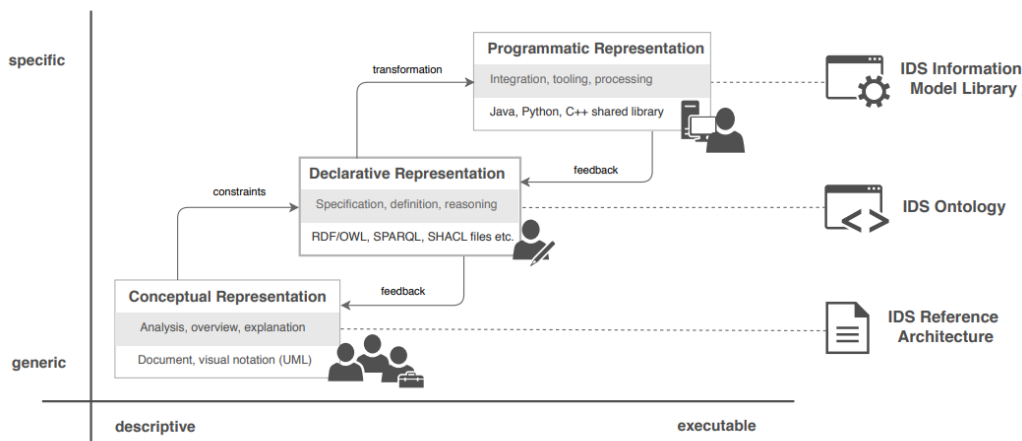 specific
Programmatic Representation
Integration, tooling, processing
Java, Python, C++ shared library
IDS Information
Model Library
transformation
feedback
Declarative Representation
Specification, definition, reasoning
RDF/OWL, SPARQL, SHACL files etc.
IDS Ontology
constraints
feedback
Conceptual Representation
Analysis, overview, explanation
Document, visual notation (UML)
IDS Reference
Architecture
generic
descriptive
executable